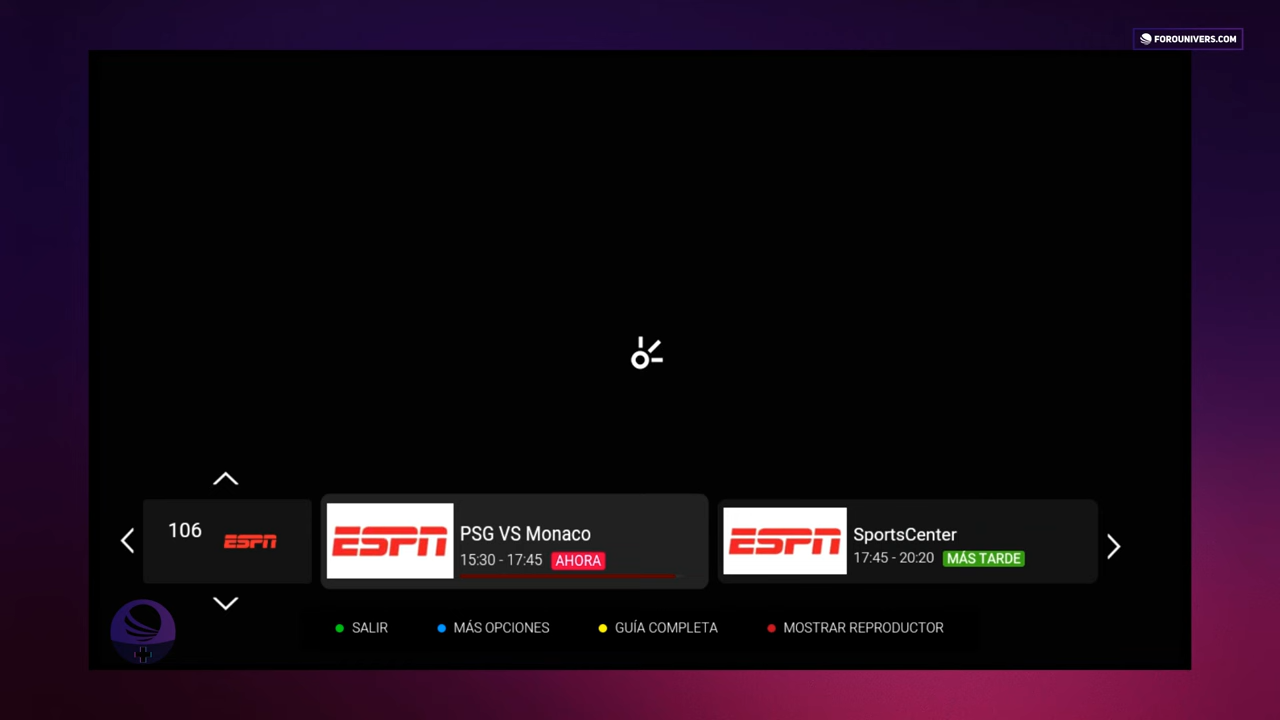 FOROUNIVERS.COM
106
ESPN
ESPN
PSG VS Monaco
15:30 - 17:45 AHORA
ESPN
SportsCenter
17:45 - 20:20 MÁS TARDE
SALIR
MÁS OPCIONES
GUÍA COMPLETA
MOSTRAR REPRODUCTOR